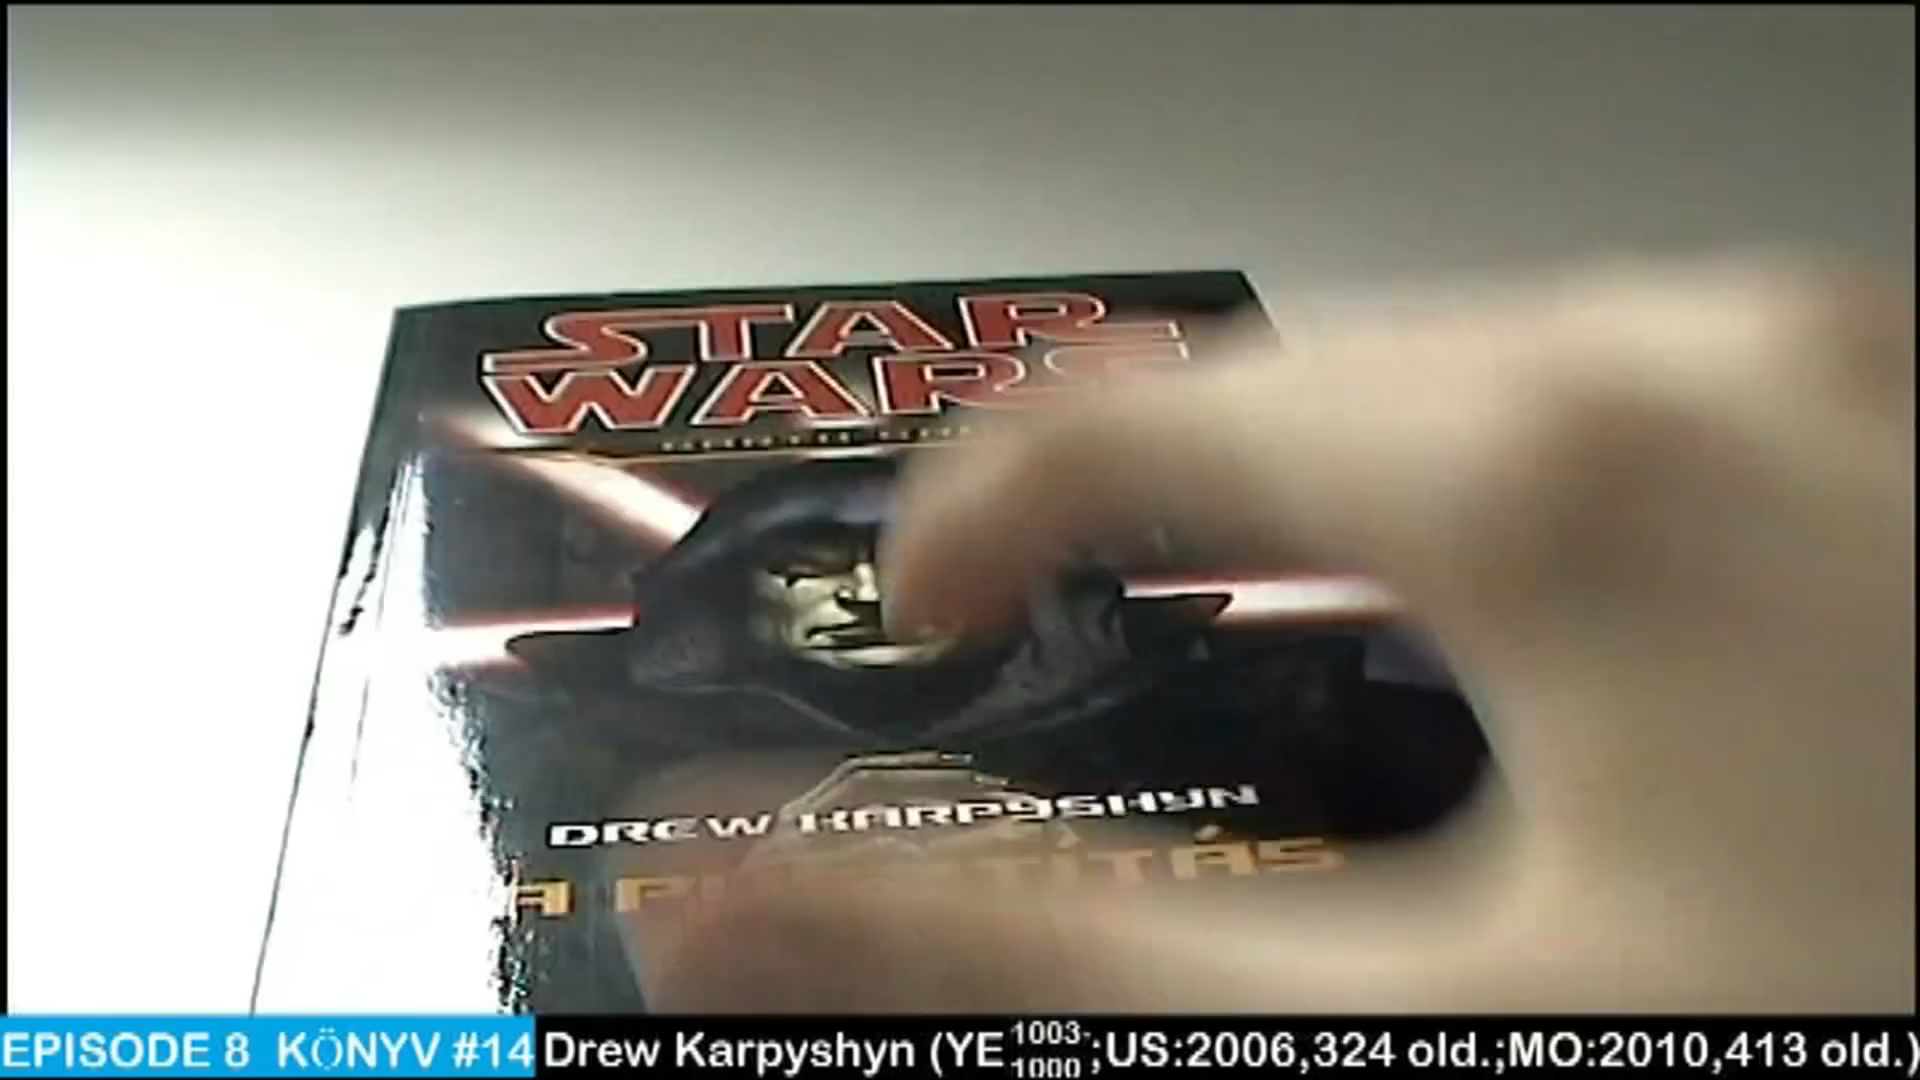 STAR
WARS
DREW KARPYSHYN
A PUSZTÍTÁS
EPISODE 8 KÖNYV #14 Drew Karpyshyn (YE 1003-1000;US:2006,324 old.;MO:2010,413 old.)